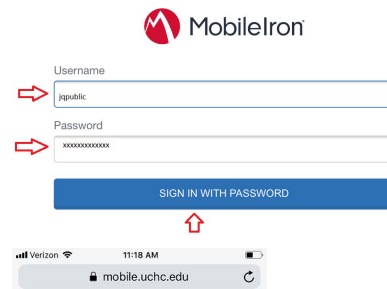 MobileIron
Username
jqpublic
Password
xxxxxxxxxxxxx
SIGN IN WITH PASSWORD
Verizon 11:18 AM
mobile.uchc.edu